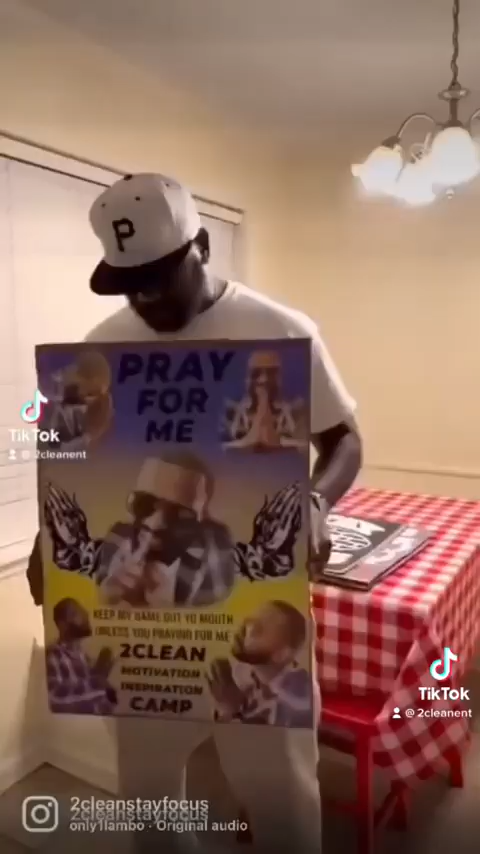 P
PRAY
FOR
ME
TikTok
@ 2cleanent
KEEP MY NAME OUT YO MOUTH
UNLESS YOU PRAYING FOR ME
2CLEAN
MOTIVATION
INSPIRATION
CAMP
TikTok
@ 2cleanent
2cleanstayfocus
2cleanstayfocus
only1lambo · Original audio